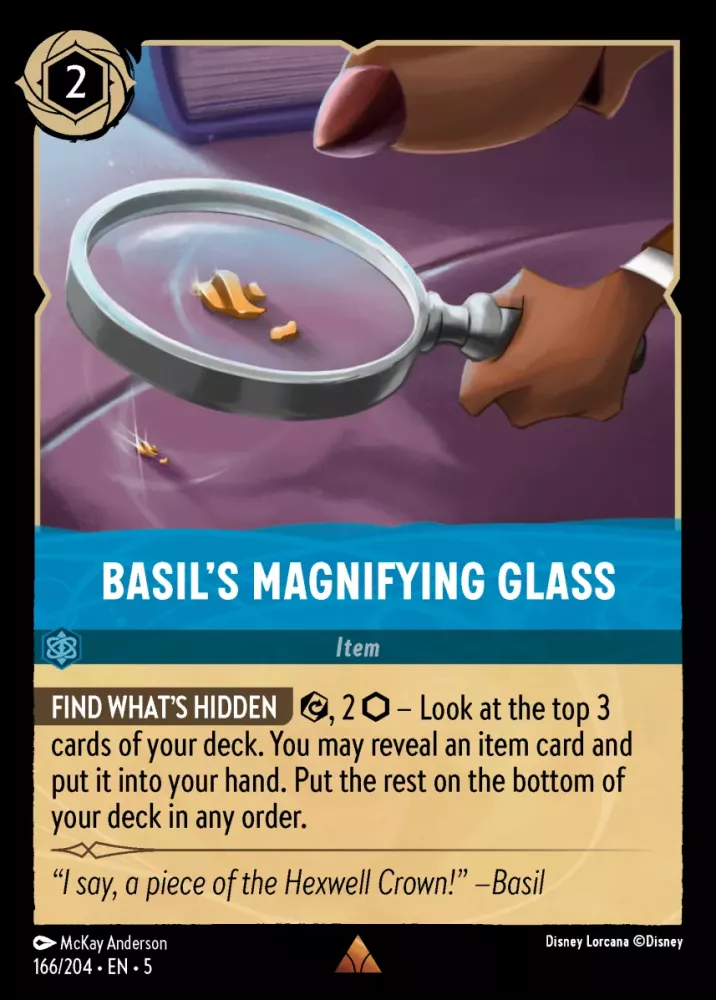 2
BASIL'S MAGNIFYING GLASS
Item
FIND WHAT'S HIDDEN , 2 – Look at the top 3
cards of your deck. You may reveal an item card and
put it into your hand. Put the rest on the bottom of
your deck in any order.
“I say, a piece of the Hexwell Crown!” –Basil
McKay Anderson
Disney Lorcana ©Disney
166/204 • EN • 5